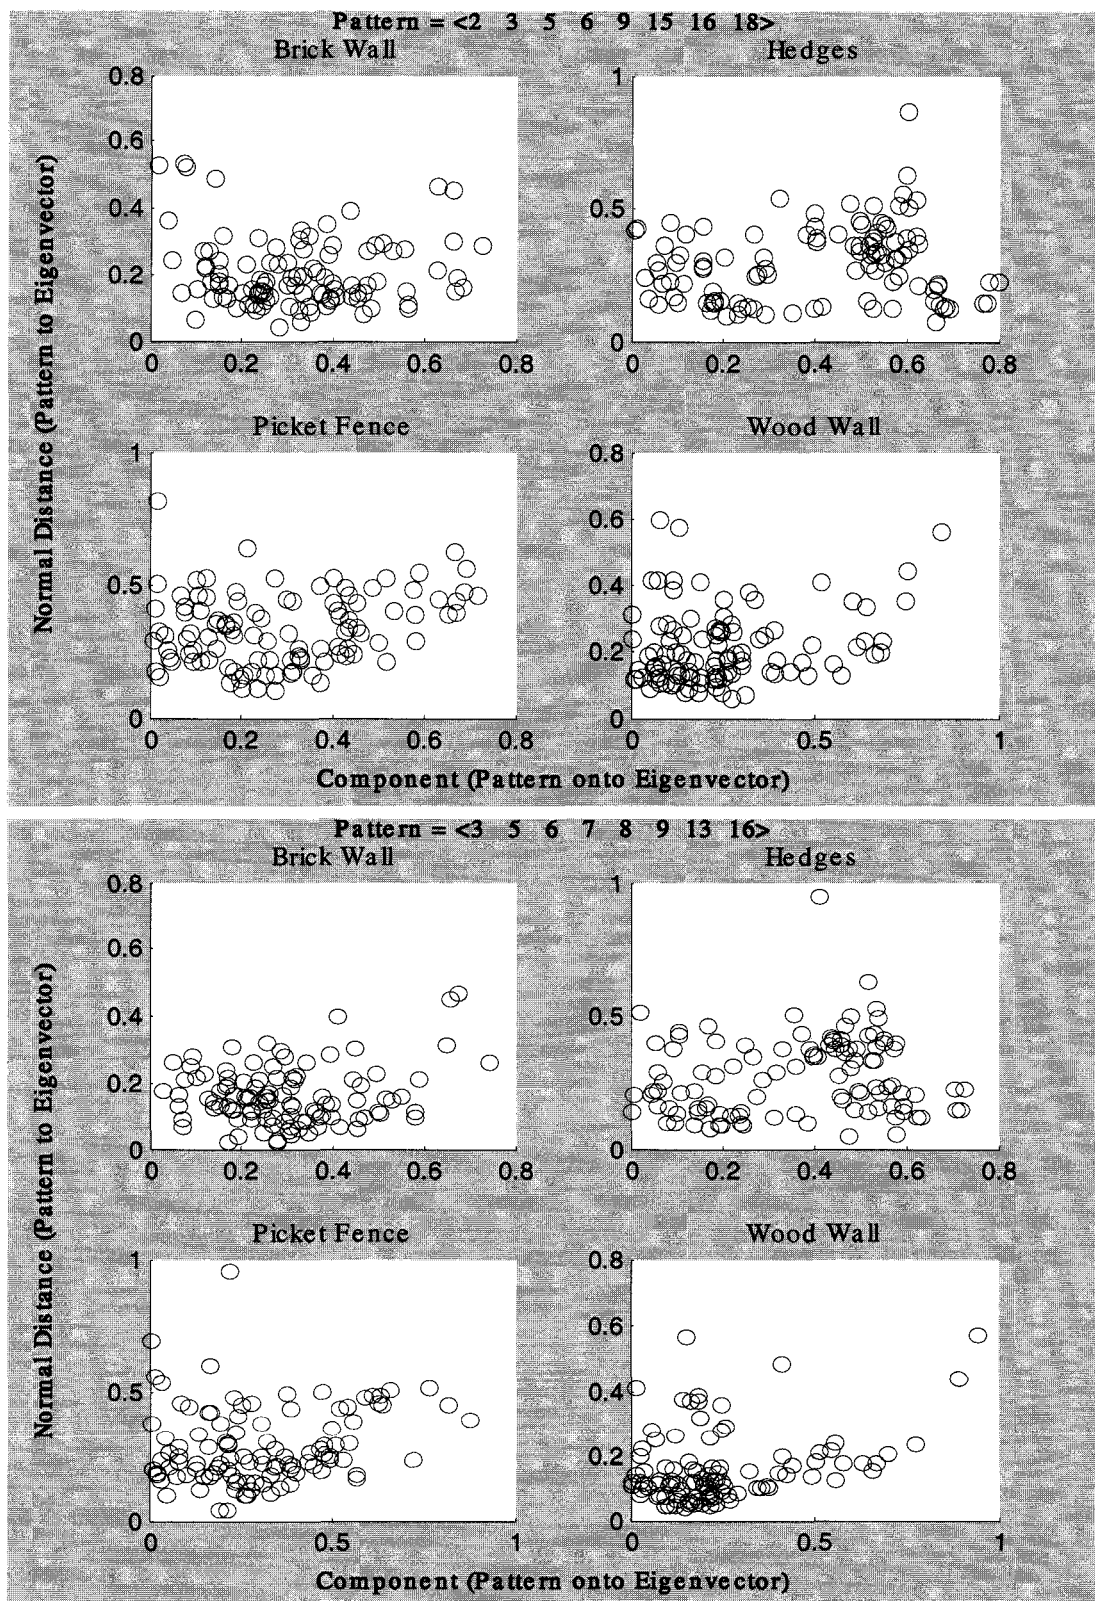 Pattern = <2 3 5 6 9 15 16 18>
Brick Wall
Hedges
0.8
0.6
0.4
0.2
0
0 0.2 0.4 0.6 0.8
1
0.5
0
0 0.2 0.4 0.6 0.8
Normal Distance (Pattern to Eigenvector)
Picket Fence
Wood Wall
1
0.5
0
0 0.2 0.4 0.6 0.8
0.8
0.6
0.4
0.2
0
0 0.5 1
Component (Pattern onto Eigenvector)
Pattern = <3 5 6 7 8 9 13 16>
Brick Wall
Hedges
0.8
0.6
0.4
0.2
0
0 0.2 0.4 0.6 0.8
1
0.5
0
0 0.2 0.4 0.6 0.8
Normal Distance (Pattern to Eigenvector)
Picket Fence
Wood Wall
1
0.5
0
0 0.5 1
0.8
0.6
0.4
0.2
0
0 0.5 1
Component (Pattern onto Eigenvector)